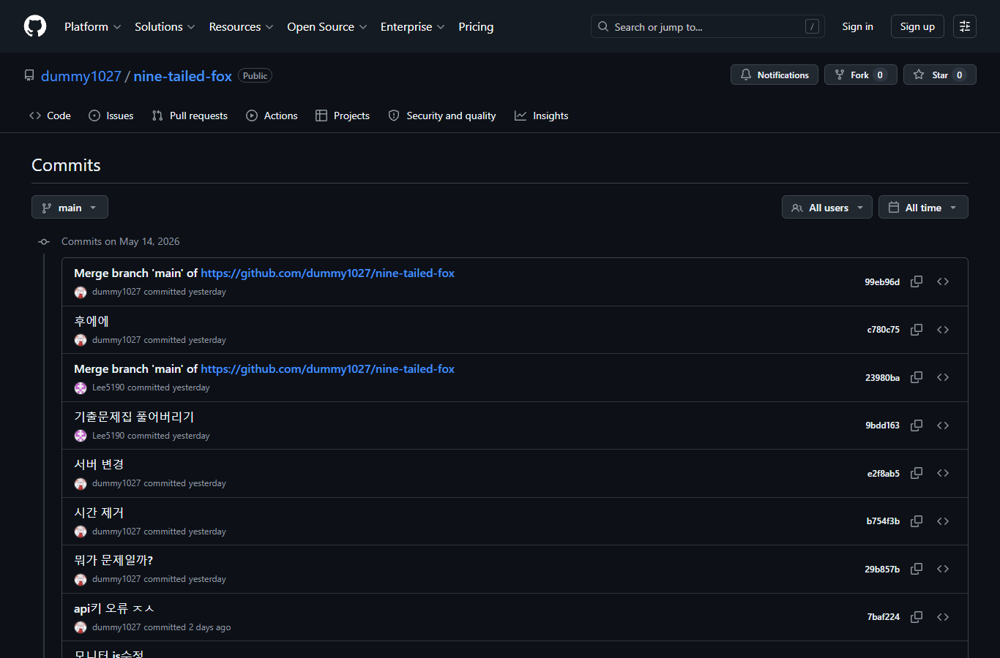 Platform Solutions Resources Open Source Enterprise Pricing Search or jump to... / Sign in Sign up
dummy1027 / nine-tailed-fox Public Notifications Fork 0 Star 0
Code Issues Pull requests Actions Projects Security and quality Insights
Commits
main All users All time
Commits on May 14, 2026
Merge branch 'main' of https://github.com/dummy1027/nine-tailed-fox
dummy1027 committed yesterday
99eb96d
후에에
dummy1027 committed yesterday
c780c75
Merge branch 'main' of https://github.com/dummy1027/nine-tailed-fox
Lee5190 committed yesterday
23980ba
기출문제집 풀어버리기
Lee5190 committed yesterday
9bdd163
서버 변경
dummy1027 committed yesterday
e2f8ab5
시간 제거
dummy1027 committed yesterday
b754f3b
뭐가 문제일까?
dummy1027 committed yesterday
29b857b
api키 오류 ㅈㅅ
dummy1027 committed 2 days ago
7baf224
모니터 js수정